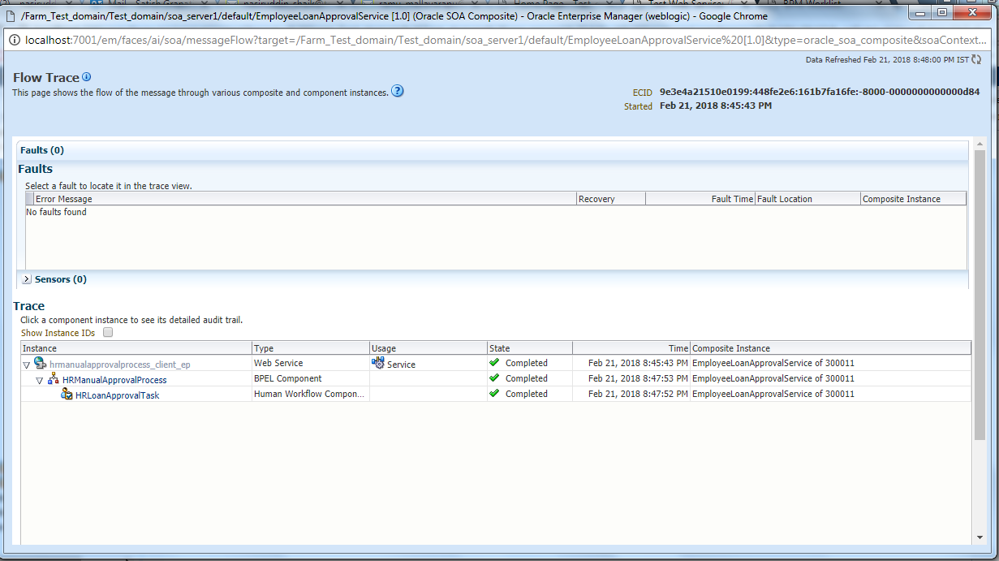 /Farm_Test_domain/Test_domain/soa_server1/default/EmployeeLoanApprovalService [1.0] (Oracle SOA Composite) - Oracle Enterprise Manager (weblogic) - Google Chrome
localhost:7001/em/faces/ai/soa/messageFlow?target=/Farm_Test_domain/Test_domain/soa_server1/default/EmployeeLoanApprovalService%20[1.0]&type=oracle_soa_composite&soaContext...
Data Refreshed Feb 21, 2018 8:48:00 PM IST
Flow Trace
This page shows the flow of the message through various composite and component instances.
ECID 9e3e4a21510e0199:448fe2e6:161b7fa16fe:-8000-0000000000000d84
Started Feb 21, 2018 8:45:43 PM
Faults (0)
Faults
Select a fault to locate it in the trace view.
Error Message Recovery Fault Time Fault Location Composite Instance
No faults found
Sensors (0)
Trace
Click a component instance to see its detailed audit trail.
Show Instance IDs
Instance Type Usage State Time Composite Instance
hrmanualapprovalprocess_client_ep Web Service Service Completed Feb 21, 2018 8:45:43 PM EmployeeLoanApprovalService of 300011
HRManualApprovalProcess BPEL Component Completed Feb 21, 2018 8:47:53 PM EmployeeLoanApprovalService of 300011
HRLoanApprovalTask Human Workflow Compon... Completed Feb 21, 2018 8:47:52 PM EmployeeLoanApprovalService of 300011